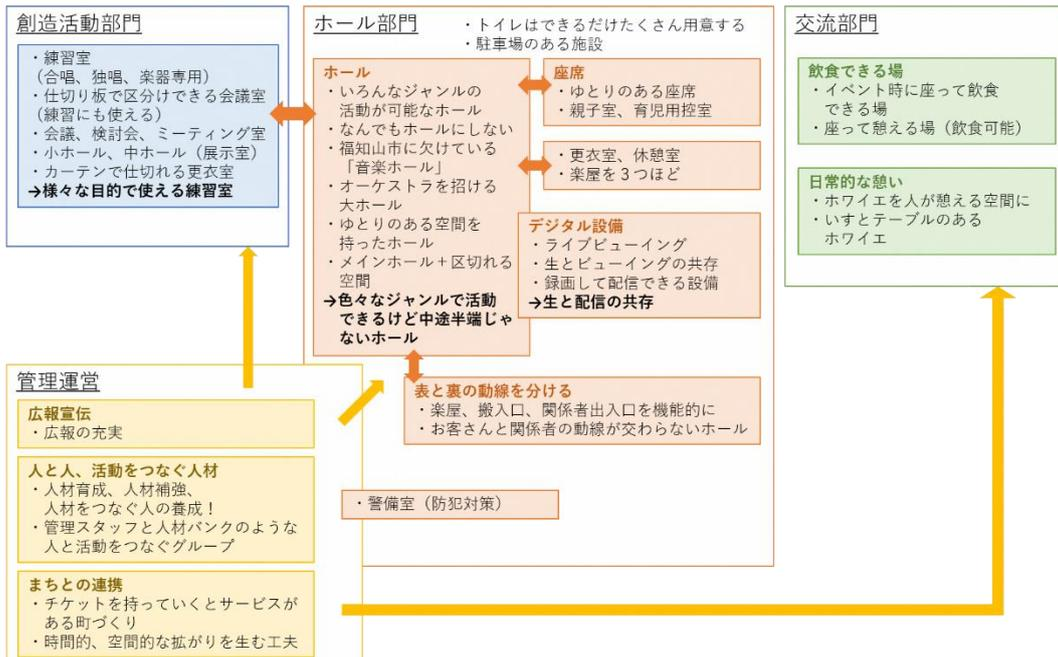 創造活動部門
・練習室
（合唱、独唱、楽器専用）
・仕切り板で区分けできる会議室
（練習にも使える）
・会議、検討会、ミーティング室
・小ホール、中ホール（展示室）
・カーテンで仕切れる更衣室
→様々な目的で使える練習室
ホール部門
・トイレはできるだけたくさん用意する
・駐車場のある施設
ホール
・いろんなジャンルの
活動が可能なホール
・なんでもホールにしない
・福知山市に欠けている
「音楽ホール」
・オーケストラを招ける
大ホール
・ゆとりのある空間を
持ったホール
・メインホール＋区切れる
空間
→色々なジャンルで活動
できるけど中途半端じゃ
ないホール
座席
・ゆとりのある座席
・親子室、育児用控室
・更衣室、休憩室
・楽屋を３つほど
デジタル設備
・ライブビューイング
・生とビューイングの共存
・録画して配信できる設備
→生と配信の共存
表と裏の動線を分ける
・楽屋、搬入口、関係者出入口を機能的に
・お客さんと関係者の動線が交わらないホール
・警備室（防犯対策）
交流部門
飲食できる場
・イベント時に座って飲食
できる場
・座って憩える場（飲食可能）
日常的な憩い
・ホワイエを人が憩える空間に
・いすとテーブルのある
ホワイエ
管理運営
広報宣伝
・広報の充実
人と人、活動をつなぐ人材
・人材育成、人材補強、
人材をつなぐ人の養成！
・管理スタッフと人材バンクのような
人と活動をつなぐグループ
まちとの連携
・チケットを持っていくとサービスが
ある町づくり
・時間的、空間的な拡がりを生む工夫